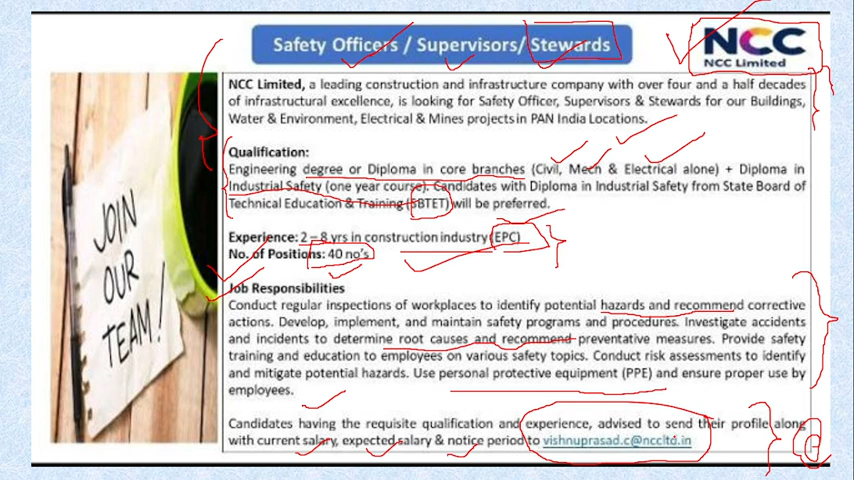 Safety Officers / Supervisors/ Stewards
NCC
NCC Limited
NCC Limited, a leading construction and infrastructure company with over four and a half decades
of infrastructural excellence, is looking for Safety Officer, Supervisors & Stewards for our Buildings,
Water & Environment, Electrical & Mines projects in PAN India Locations.
Qualification:
Engineering degree or Diploma in core branches (Civil, Mech & Electrical alone) + Diploma in
Industrial Safety (one year course). Candidates with Diploma in Industrial Safety from State Board of
Technical Education & Training (SBTET) will be preferred.
Experience: 2 – 8 yrs in construction industry (EPC)
No. of Positions: 40 no's
Job Responsibilities
Conduct regular inspections of workplaces to identify potential hazards and recommend corrective
actions. Develop, implement, and maintain safety programs and procedures. Investigate accidents
and incidents to determine root causes and recommend preventative measures. Provide safety
training and education to employees on various safety topics. Conduct risk assessments to identify
and mitigate potential hazards. Use personal protective equipment (PPE) and ensure proper use by
employees.
Candidates having the requisite qualification and experience, advised to send their profile along
with current salary, expected salary & notice period to vishnuprasad.c@nccltd.in
JOIN
OUR
TEAM!